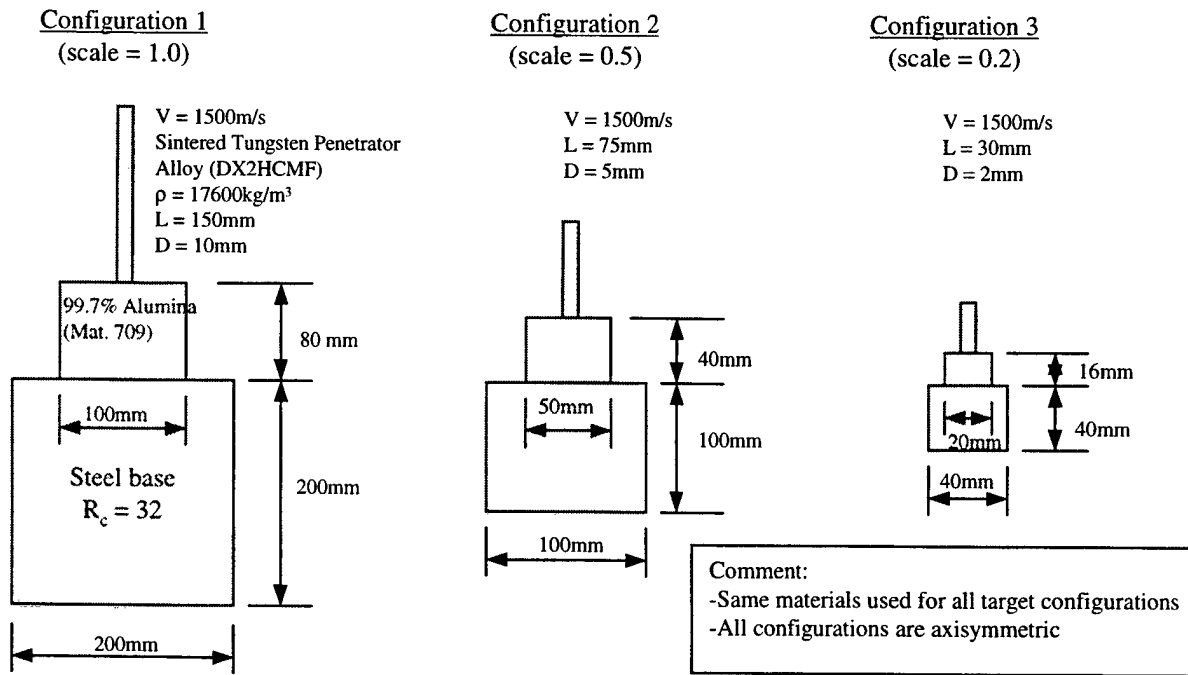 Configuration 1
(scale = 1.0)
V = 1500m/s
Sintered Tungsten Penetrator
Alloy (DX2HCMF)
ρ = 17600kg/m³
L = 150mm
D = 10mm
99.7% Alumina
(Mat. 709)
80 mm
100mm
Steel base
R_c = 32
200mm
200mm
Configuration 2
(scale = 0.5)
V = 1500m/s
L = 75mm
D = 5mm
40mm
50mm
100mm
100mm
Configuration 3
(scale = 0.2)
V = 1500m/s
L = 30mm
D = 2mm
16mm
20mm
40mm
40mm
Comment:
-Same materials used for all target configurations
-All configurations are axisymmetric